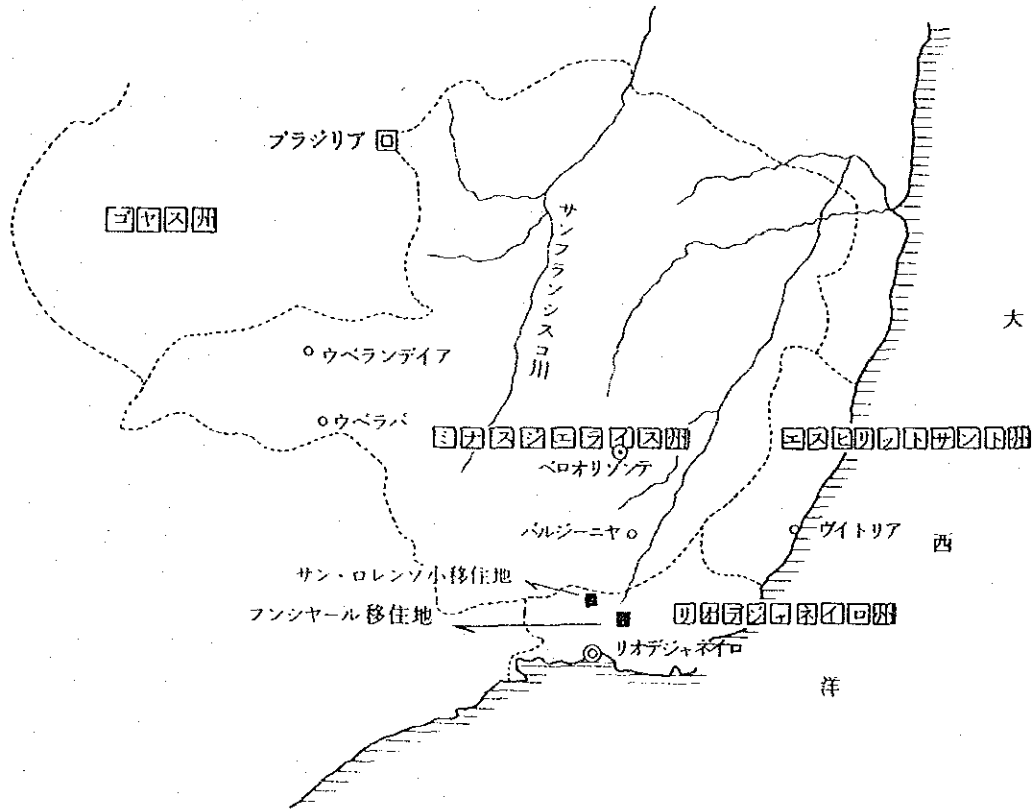 ブラジリア
ゴヤス州
サンフランシスコ川
大
ウベランデイア
ウベラバ
ミナスジエライス州
エスピリットサント州
ベロオリゾンテ
バルジーニヤ
ヴイトリア
西
サン・ロレンソ小移住地
フンシヤール移住地
リオデジャネイロ州
リオデジャネイロ
洋